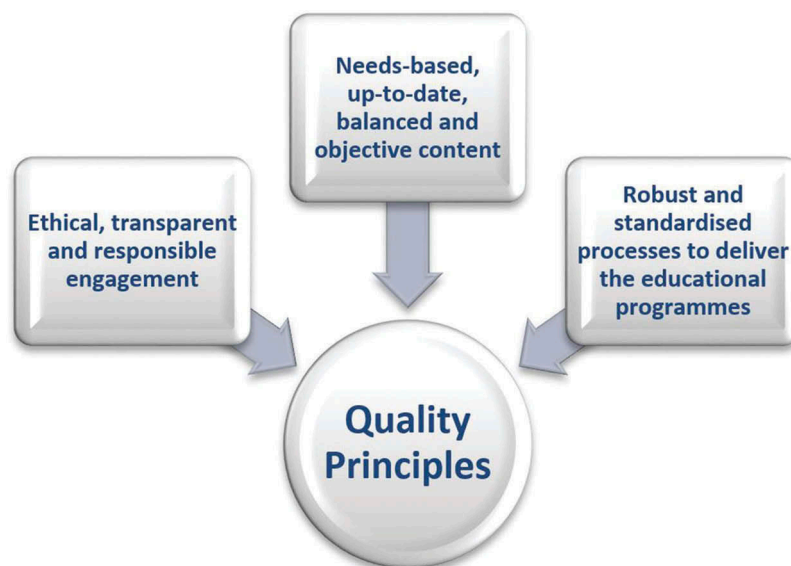 Needs-based,
up-to-date,
balanced and
objective content
Ethical, transparent
and responsible
engagement
Robust and
standardised
processes to deliver
the educational
programmes
Quality
Principles